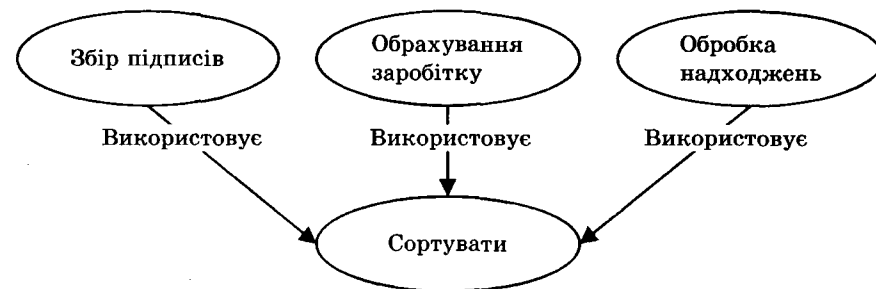 Збір підписів
Обрахування
заробітку
Обробка
надходжень
Використовує
Використовує
Використовує
Сортувати